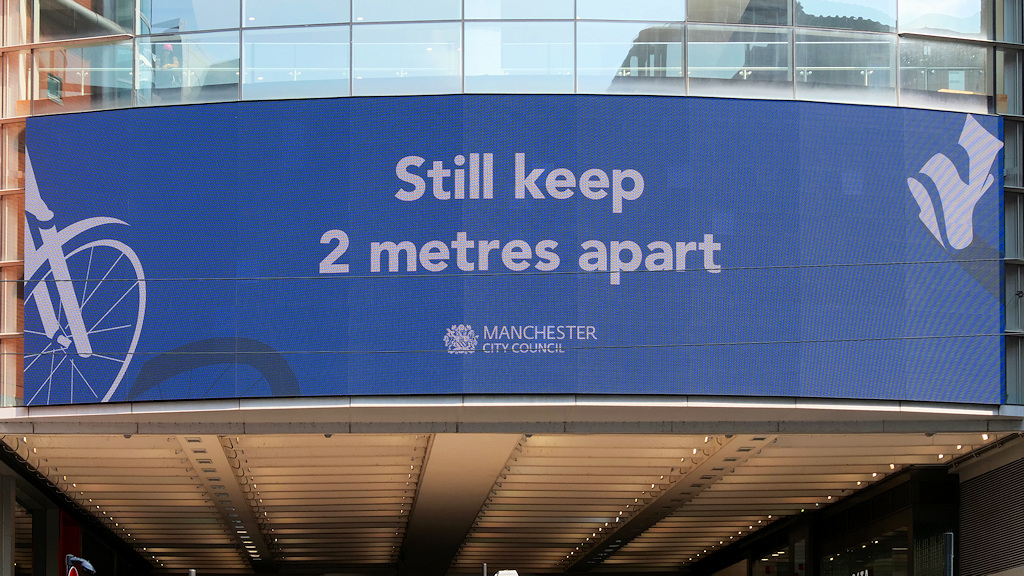 Still keep
2 metres apart
MANCHESTER
CITY COUNCIL